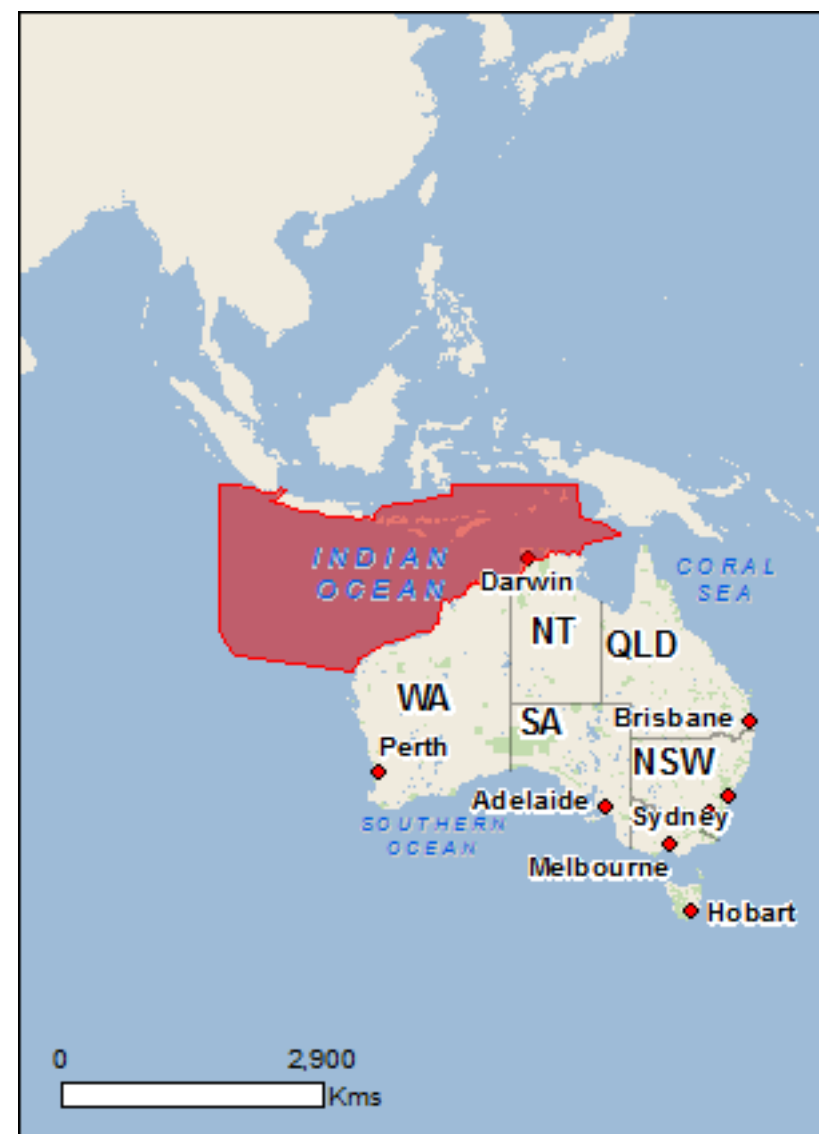 INDIAN
OCEAN
CORAL
SEA
Darwin
NT
QLD
WA
SA
Brisbane
Perth
NSW
Adelaide
Sydney
SOUTHERN
OCEAN
Melbourne
Hobart
0 2,900
Kms